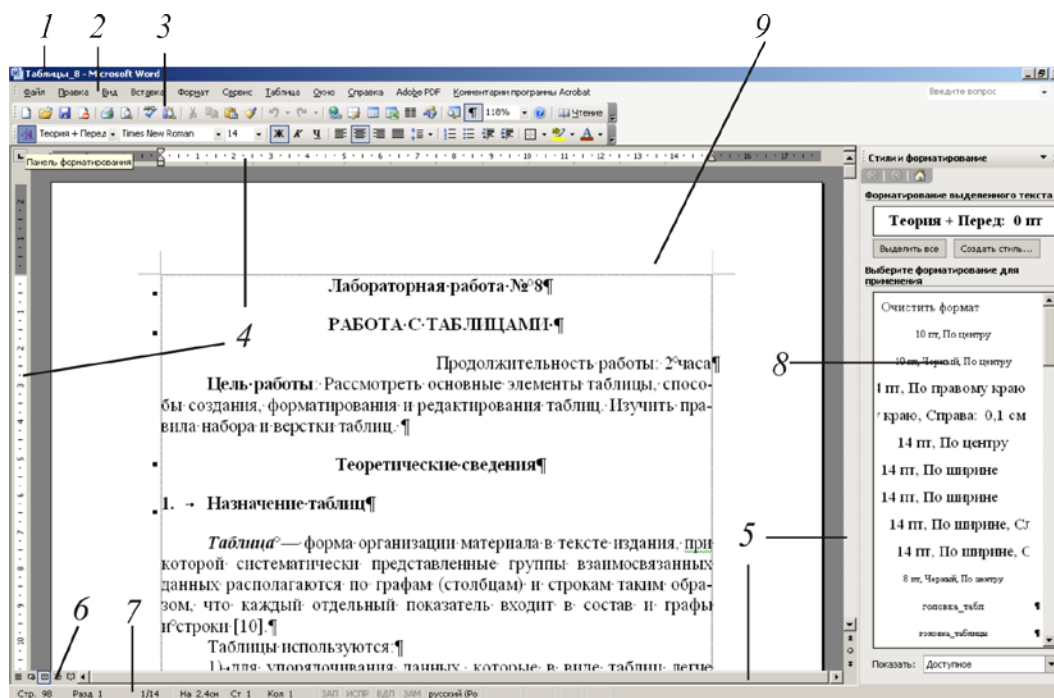 1 2 3 9
Таблицы_8 - Microsoft Word
Файл Правка Вид Вставка Формат Сервис Таблица Окно Справка Adobe PDF Комментарии программы Acrobat Введите вопрос
118% Чтение
Теория + Перед Times New Roman 14 Ж К Ч
Панель форматирования
Стили и форматирование
Форматирование выделенного текста
Теория + Перед: 0 пт
Выделить все Создать стиль...
Выберите форматирование для применения
Очистить формат
10 пт, По центру
10 пт, Черный, По центру
4 пт, По правому краю
краю, Справа: 0,1 см
14 пт, По центру
14 пт, По ширине
14 пт, По ширине
14 пт, По ширине, Сл
14 пт, По ширине, С
8 пт, Черный, По центру
головка_табл ¶
головка_таблицы ¶
Показать: Доступное
Лабораторная·работа·№°8¶
РАБОТА·С·ТАБЛИЦАМИ·¶
Продолжительность·работы:·2°часа¶
Цель·работы:·Рассмотреть·основные·элементы·таблицы,·спосо-
бы·создания,·форматирования·и·редактирования·таблиц.·Изучить·пра-
вила·набора·и·верстки·таблиц.·¶
Теоретические·сведения¶
1. → Назначение·таблиц¶
Таблица°—·форма·организации·материала·в·тексте·издания,·при
которой· систематически· представленные· группы· взаимосвязанных
данных· располагаются· по· графам· (столбцам)· и· строкам· таким· обра-
зом,· что· каждый· отдельный· показатель· входит· в· состав· и· графы
и°строки·[10].¶
Таблицы·используются:¶
1)→для· упорядочивания· данных,· которые· в· виде· таблиц· легче
4
5
6
7
8
Стр. 98 Разд 1 1/14 На 2,4см Ст 1 Кол 1 ЗАП ИСПР ВДЛ ЗАМ русский (Ро